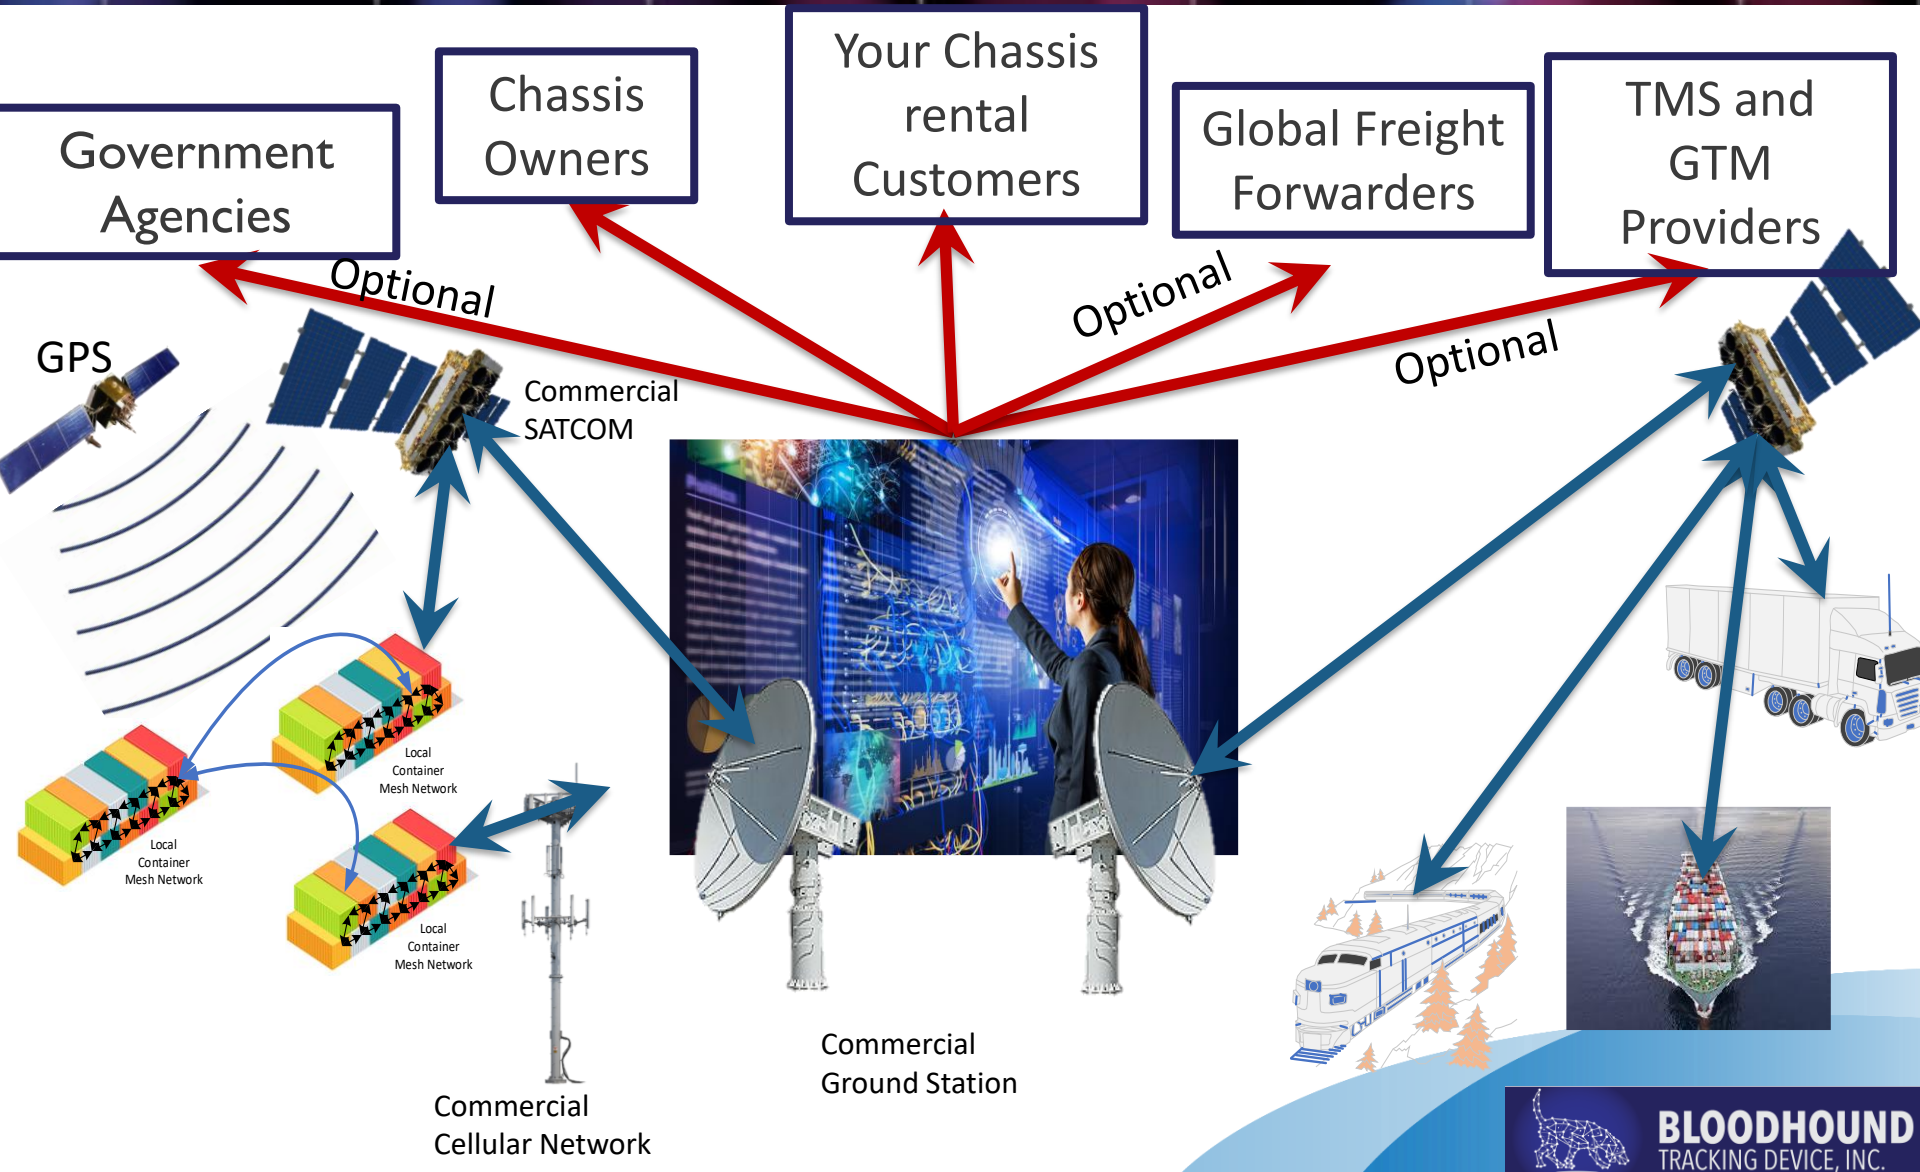 Government
Agencies
Chassis
Owners
Your Chassis
rental
Customers
Global Freight
Forwarders
TMS and
GTM
Providers
Optional
Optional
Optional
GPS
Commercial
SATCOM
Local
Container
Mesh Network
Local
Container
Mesh Network
Local
Container
Mesh Network
Commercial
Ground Station
Commercial
Cellular Network
BLOODHOUND
TRACKING DEVICE, INC